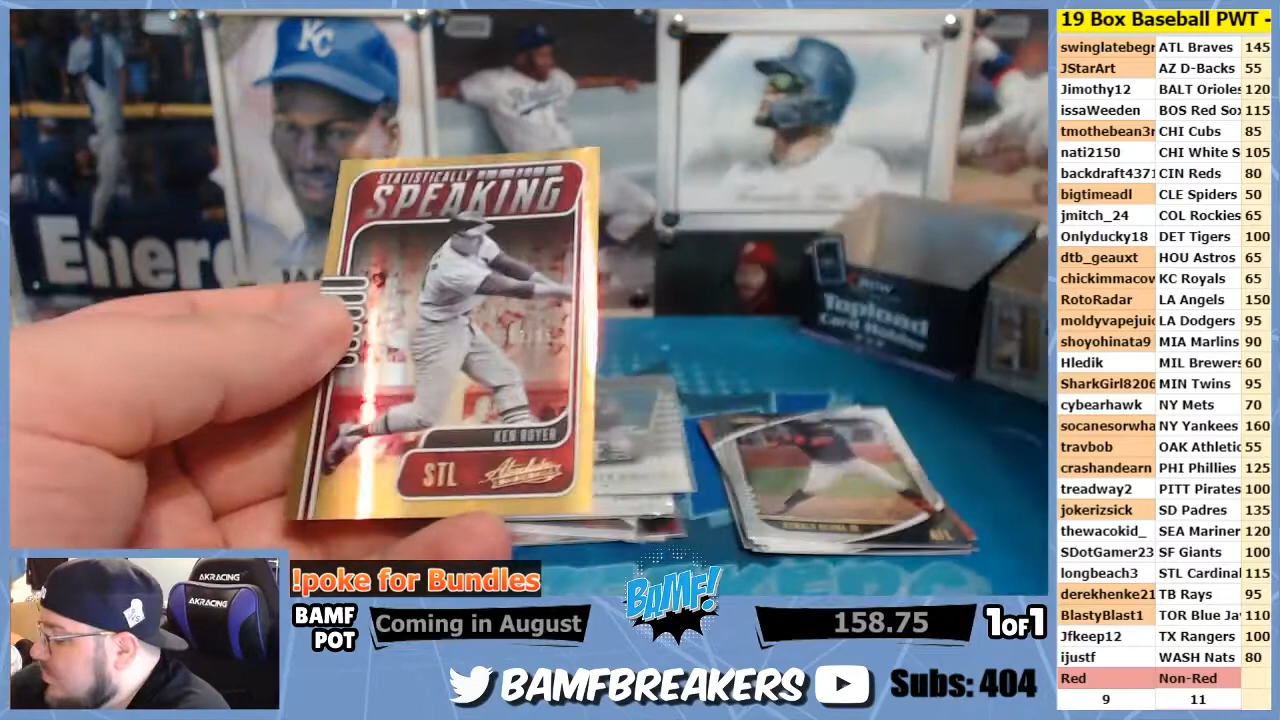 19 Box Baseball PWT -
swinglatebegr ATL Braves 145
JStarArt AZ D-Backs 55
Jimothy12 BALT Orioles 120
issaWeeden BOS Red Sox 115
tmothebean3r CHI Cubs 85
nati2150 CHI White S 105
backdraft4371 CIN Reds 80
bigtimeadl CLE Spiders 50
jmitch_24 COL Rockies 65
Onlyducky18 DET Tigers 100
dtb_geauxt HOU Astros 65
chickimmacov KC Royals 65
RotoRadar LA Angels 150
moldyvapejuic LA Dodgers 95
shoyohinata9 MIA Marlins 90
Hledik MIL Brewers 60
SharkGirl8206 MIN Twins 95
cybearhawk NY Mets 70
socanesorwha NY Yankees 160
travbob OAK Athletic 55
crashandearn PHI Phillies 125
treadway2 PITT Pirates 100
jokerizsick SD Padres 135
thewacokid_ SEA Mariner 120
SDotGamer23 SF Giants 100
longbeach3 STL Cardinal 115
derekhenke21 TB Rays 95
BlastyBlast1 TOR Blue Ja 110
Jfkeep12 TX Rangers 100
ijustf WASH Nats 80
Red Non-Red
9 11
KC
Emerg
STATISTICALLY
SPEAKING
KEN BOYER
STL Absolute
Topload
Card Holder
ATL
AKRACING
AKRACING
!poke for Bundles
BAMF
POT
Coming in August
BAMF!
158.75
1OF1
BAMFBREAKERS
Subs: 404